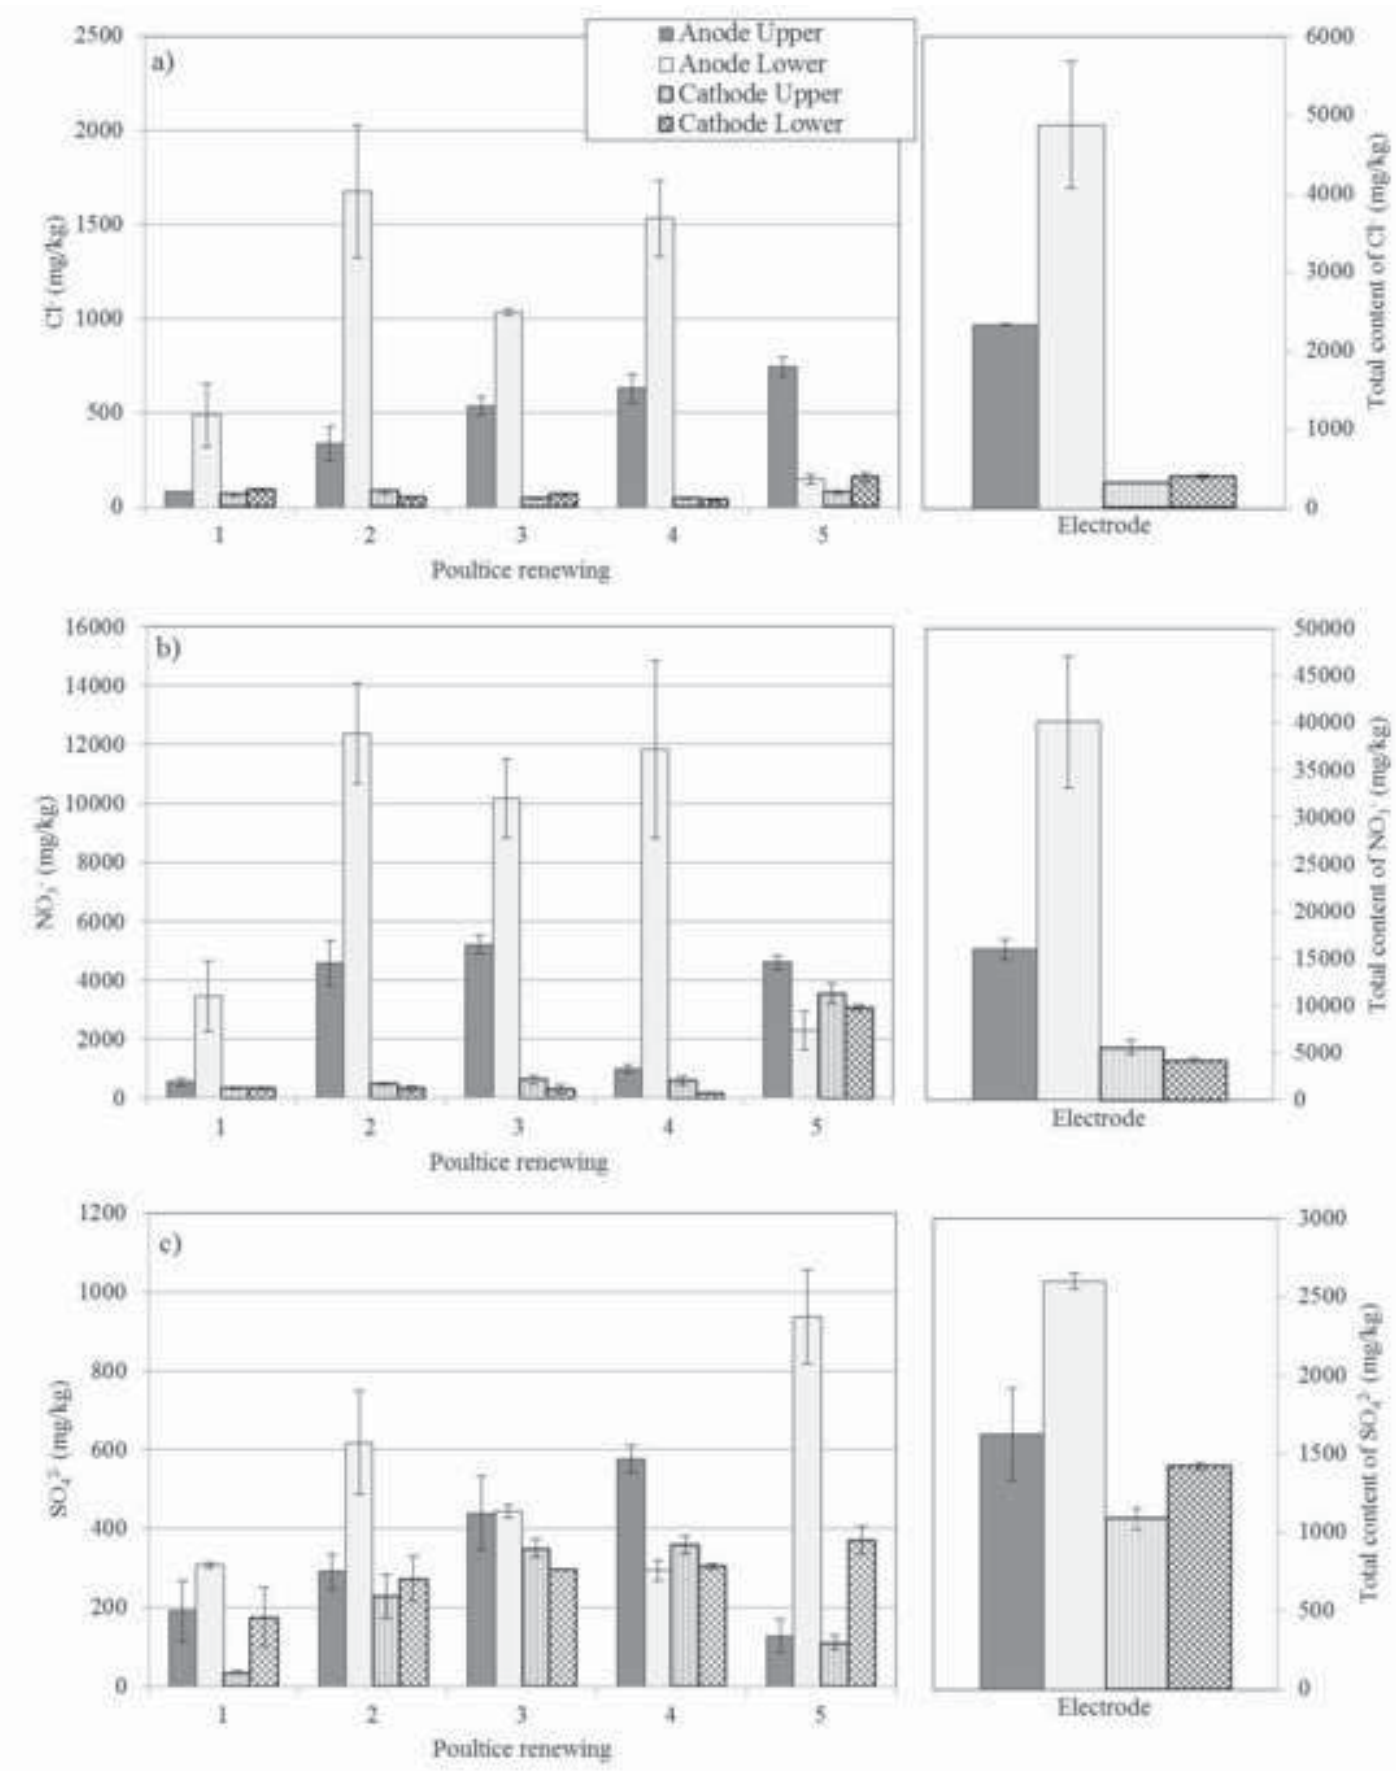 a)
Anode Upper
Anode Lower
Cathode Upper
Cathode Lower
2500
2000
1500
1000
500
0
Cl⁻ (mg/kg)
1 2 3 4 5
Poultice renewing
6000
5000
4000
3000
2000
1000
0
Total content of Cl⁻ (mg/kg)
Electrode
b)
16000
14000
12000
10000
8000
6000
4000
2000
0
NO₃⁻ (mg/kg)
1 2 3 4 5
Poultice renewing
50000
45000
40000
35000
30000
25000
20000
15000
10000
5000
0
Total content of NO₃⁻ (mg/kg)
Electrode
c)
1200
1000
800
600
400
200
0
SO₄²⁻ (mg/kg)
1 2 3 4 5
Poultice renewing
3000
2500
2000
1500
1000
500
0
Total content of SO₄²⁻ (mg/kg)
Electrode